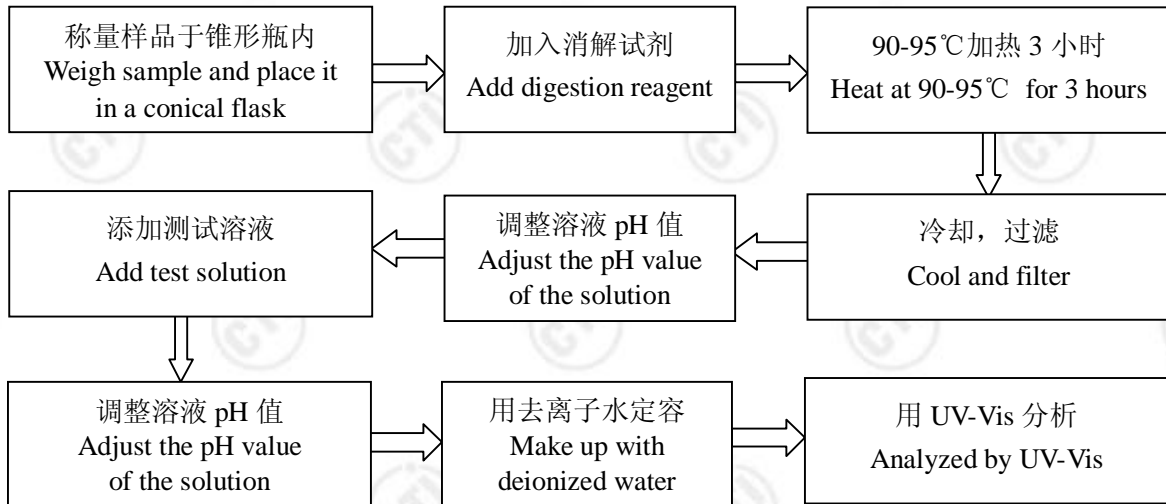 称量样品于锥形瓶内
Weigh sample and place it
in a conical flask
加入消解试剂
Add digestion reagent
90-95℃加热 3 小时
Heat at 90-95℃ for 3 hours
冷却，过滤
Cool and filter
调整溶液 pH 值
Adjust the pH value
of the solution
添加测试溶液
Add test solution
调整溶液 pH 值
Adjust the pH value
of the solution
用去离子水定容
Make up with
deionized water
用 UV-Vis 分析
Analyzed by UV-Vis
CTI
CTI
CTI
CTI
CTI